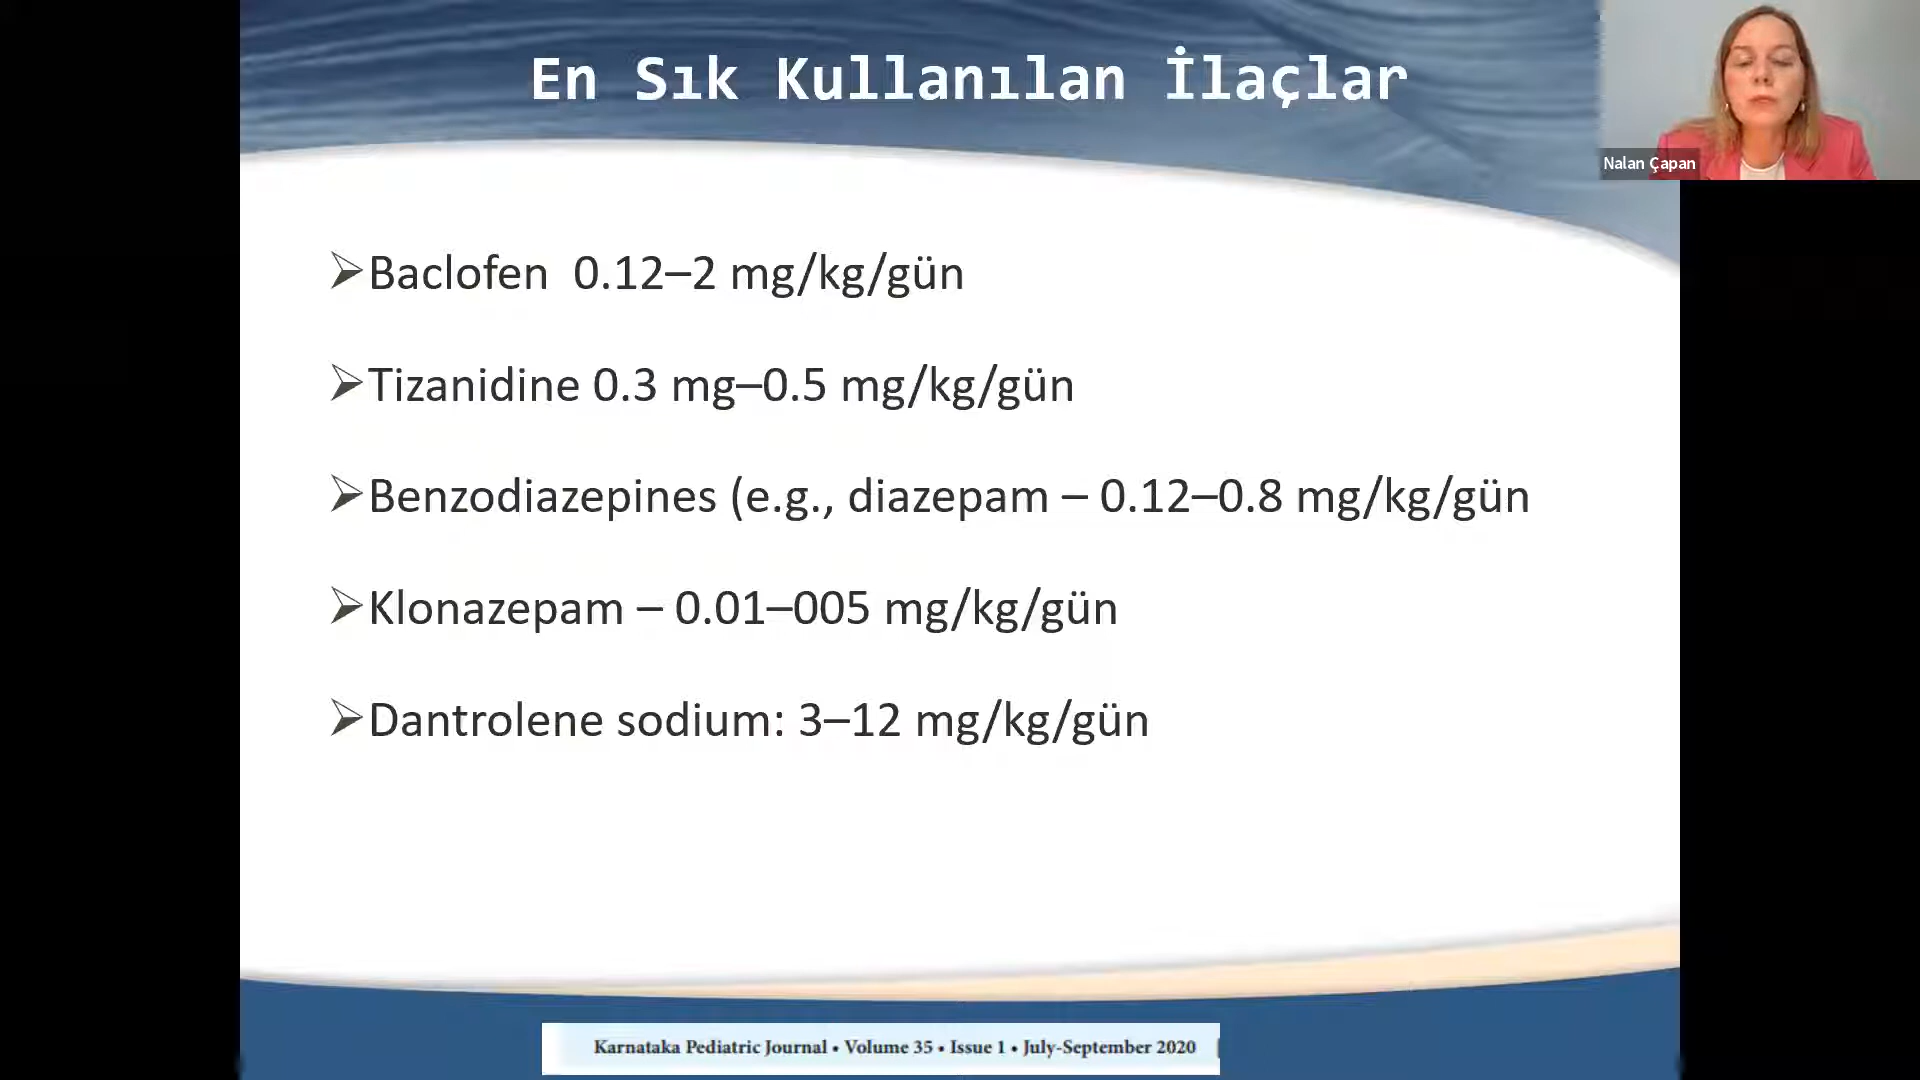 En Sık Kullanılan İlaçlar
Nalan Çapan
➢Baclofen  0.12–2 mg/kg/gün
➢Tizanidine 0.3 mg–0.5 mg/kg/gün
➢Benzodiazepines (e.g., diazepam – 0.12–0.8 mg/kg/gün
➢Klonazepam – 0.01–005 mg/kg/gün
➢Dantrolene sodium: 3–12 mg/kg/gün
Karnataka Pediatric Journal • Volume 35 • Issue 1 • July-September 2020